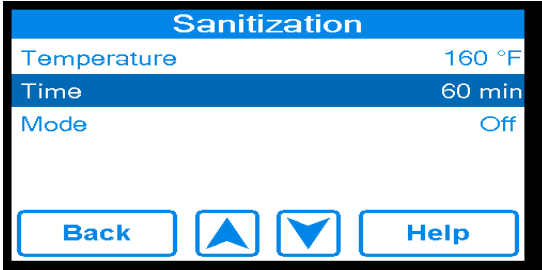 Sanitization
Temperature 160 °F
Time 60 min
Mode Off
Back Help